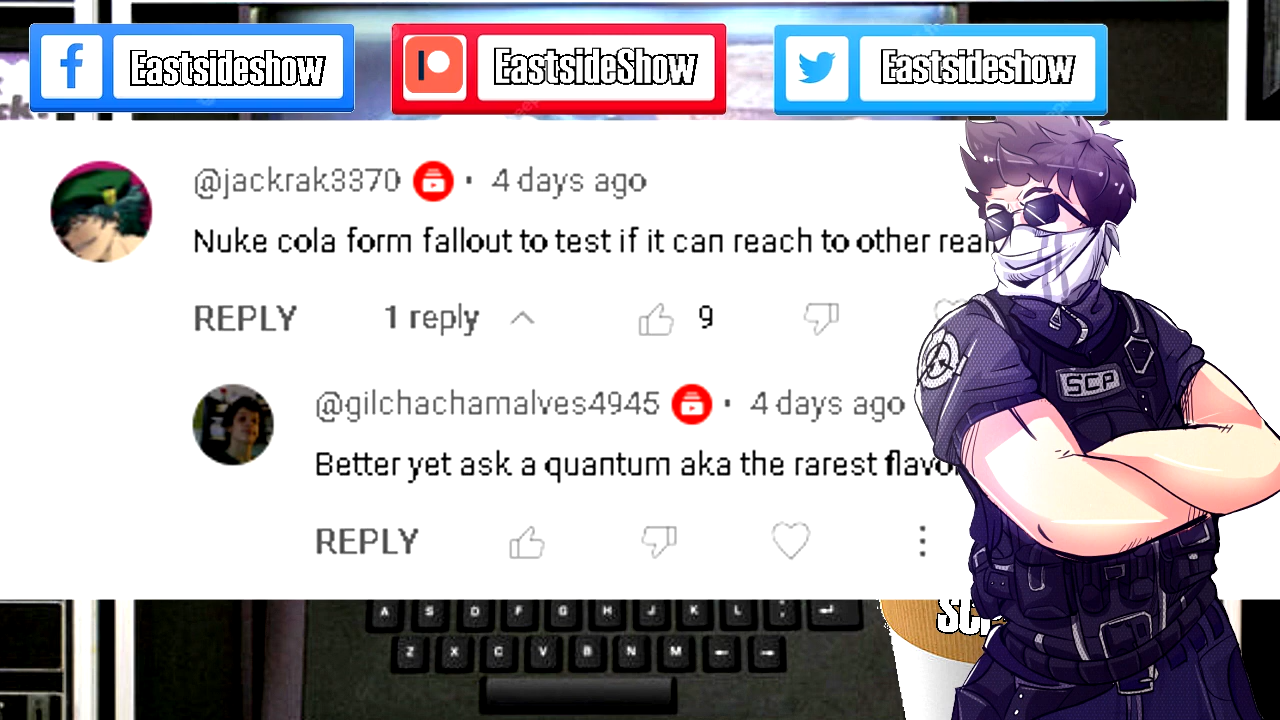 Eastsideshow
EastsideShow
Eastsideshow
@jackrak3370 · 4 days ago
Nuke cola form fallout to test if it can reach to other
REPLY 1 reply 9
@gilchachamalves4945 · 4 days ago
Better yet ask a quantum aka the rarest
REPLY
SCP
A S D F G H J K L
Z X C V B N M